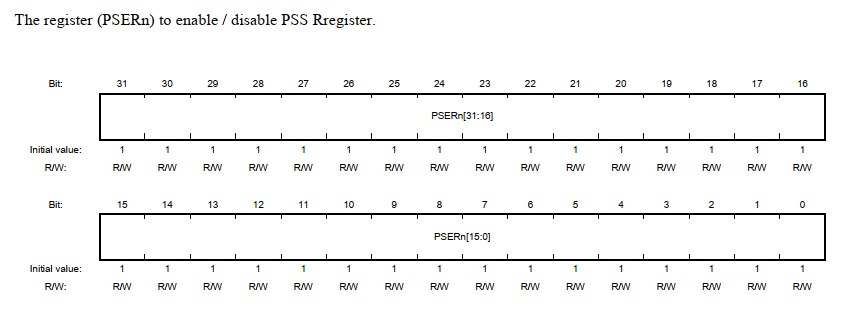 The register (PSERn) to enable / disable PSS Rregister.
Bit: 31 30 29 28 27 26 25 24 23 22 21 20 19 18 17 16
PSERn[31:16]
Initial value: 1 1 1 1 1 1 1 1 1 1 1 1 1 1 1 1
R/W: R/W R/W R/W R/W R/W R/W R/W R/W R/W R/W R/W R/W R/W R/W R/W R/W
Bit: 15 14 13 12 11 10 9 8 7 6 5 4 3 2 1 0
PSERn[15:0]
Initial value: 1 1 1 1 1 1 1 1 1 1 1 1 1 1 1 1
R/W: R/W R/W R/W R/W R/W R/W R/W R/W R/W R/W R/W R/W R/W R/W R/W R/W